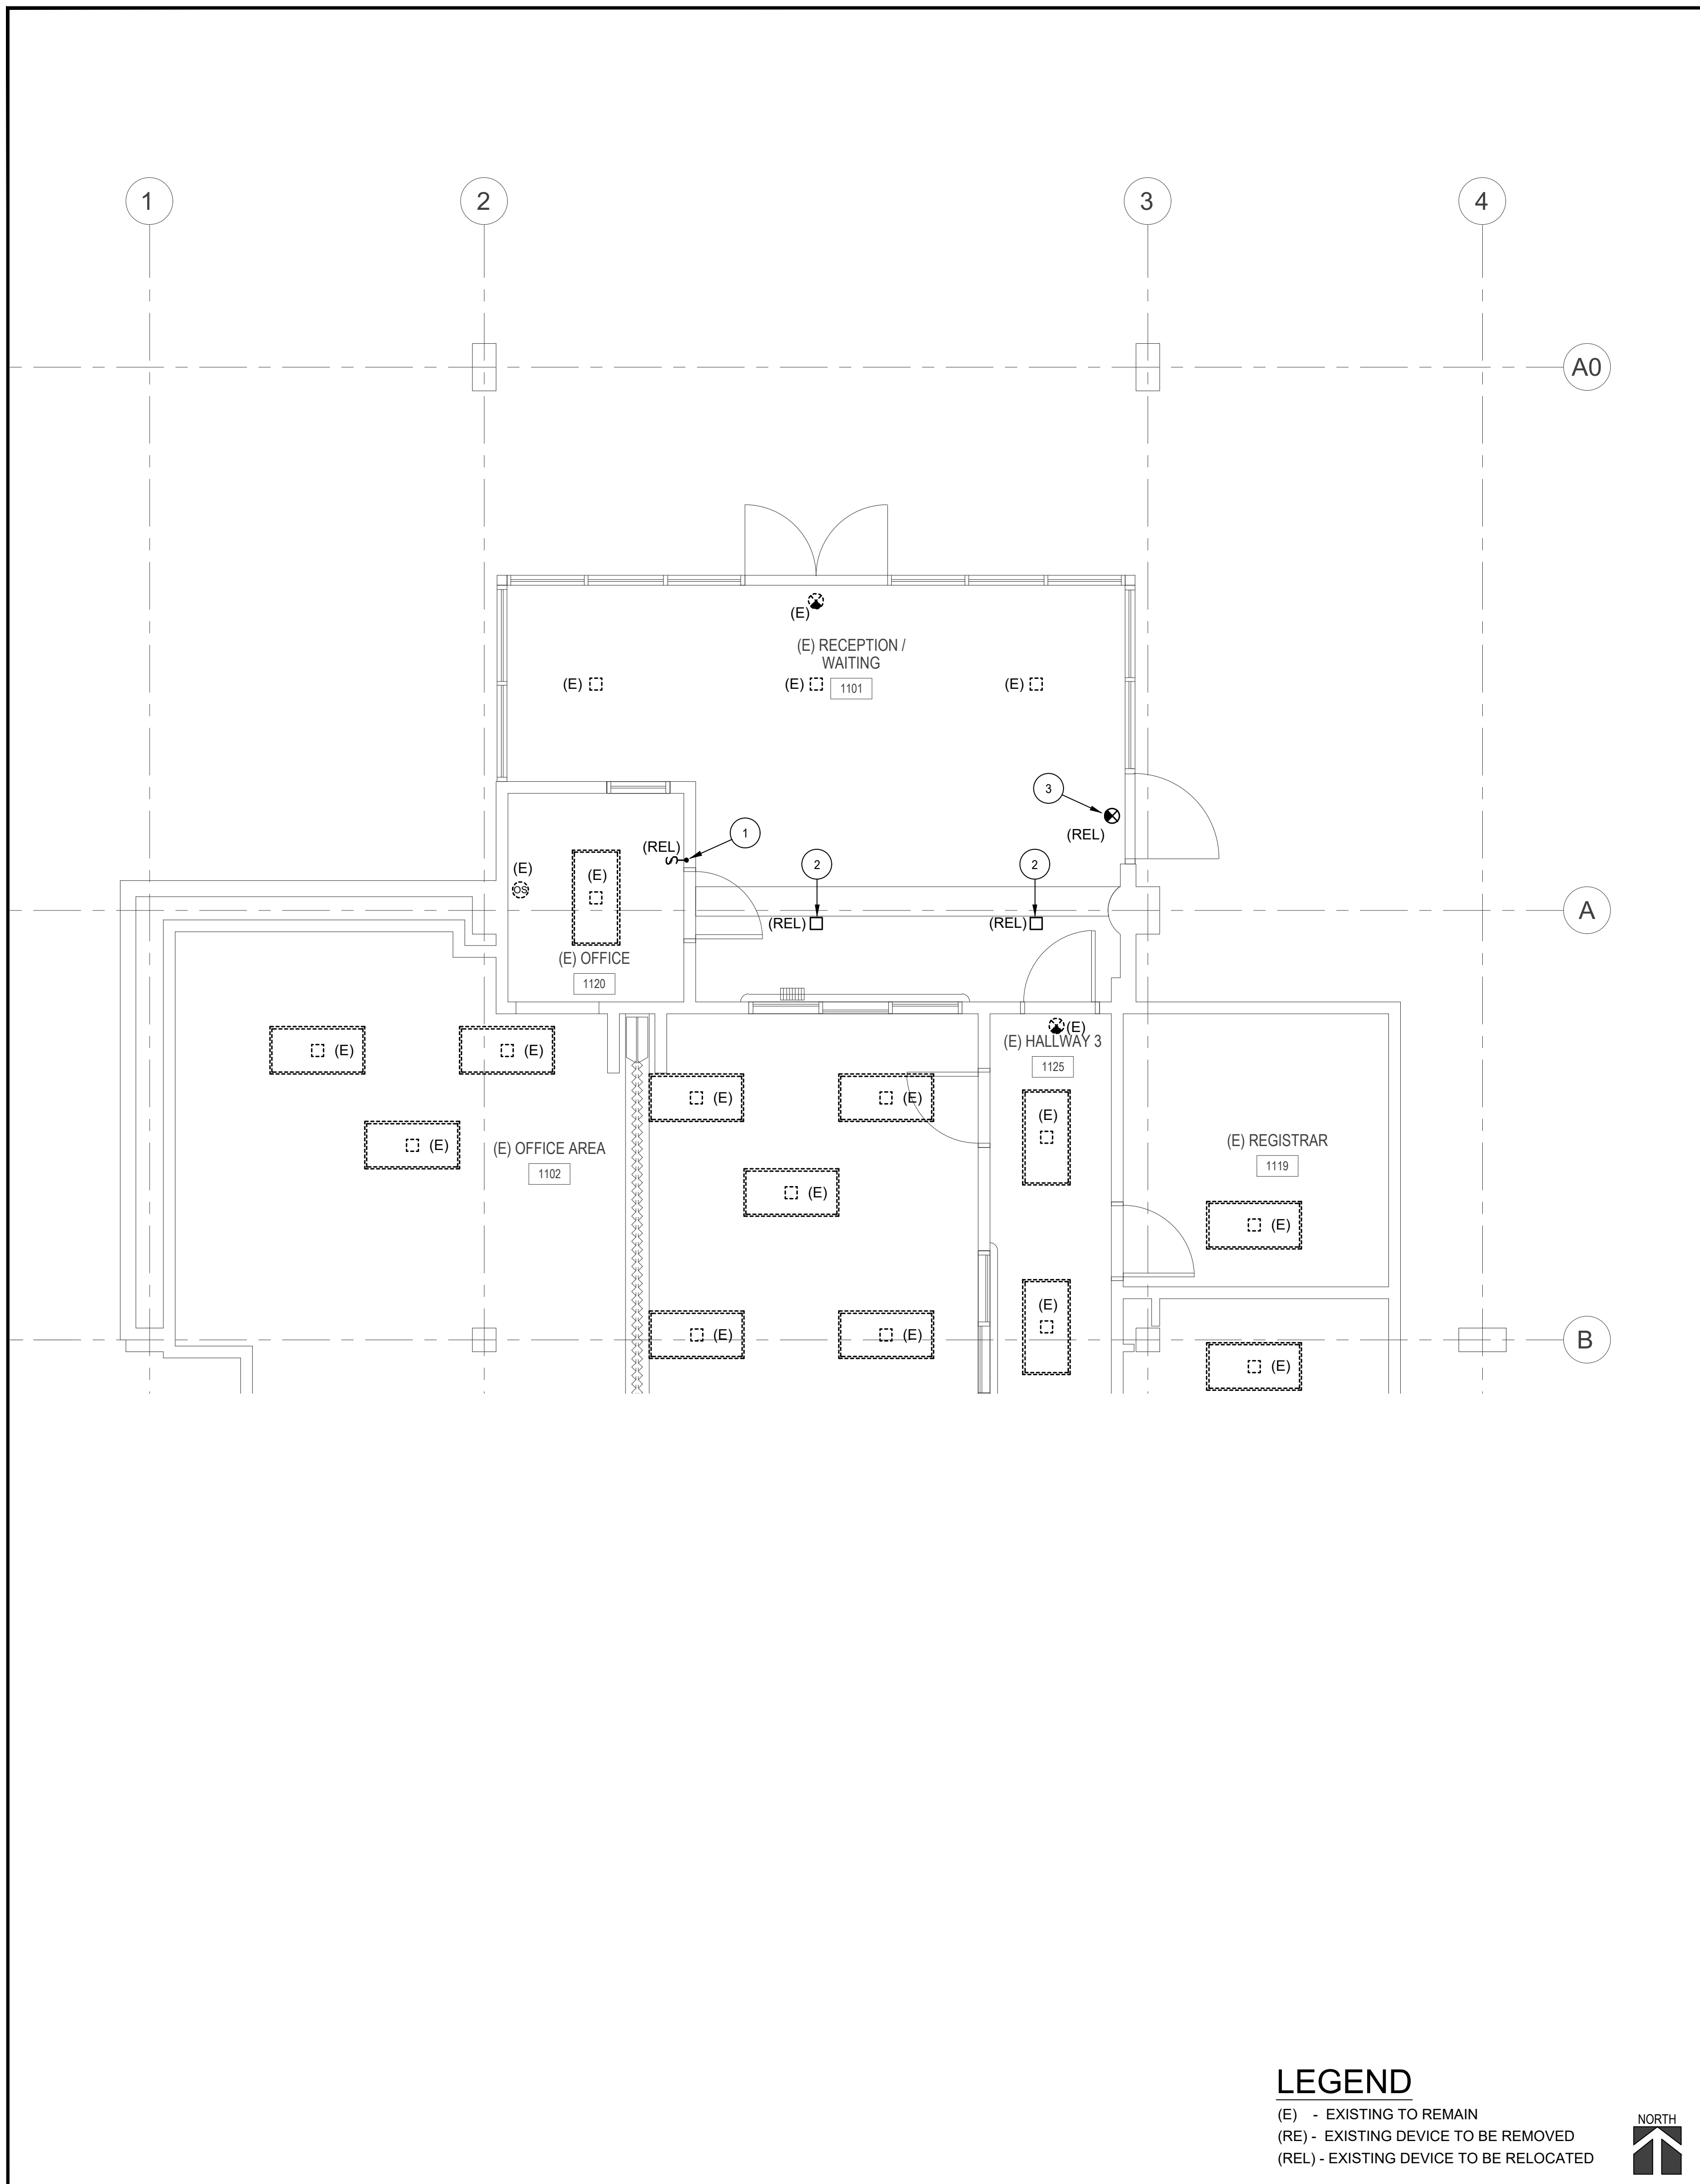 1
2
3
4
A0
(E)
(E) RECEPTION /
WAITING
1101
(E)
(E)
(E)
3
(REL)
1
(REL)
2
2
(E)
OS
(E)
A
(REL)
(REL)
(E) OFFICE
1120
(E)
(E) HALLWAY 3
1125
(E)
(E)
(E)
(E)
(E)
(E)
(E) OFFICE AREA
1102
(E) REGISTRAR
1119
(E)
(E)
(E)
(E)
(E)
(E)
B
(E)
LEGEND
(E) - EXISTING TO REMAIN
(RE) - EXISTING DEVICE TO BE REMOVED
(REL) - EXISTING DEVICE TO BE RELOCATED
NORTH